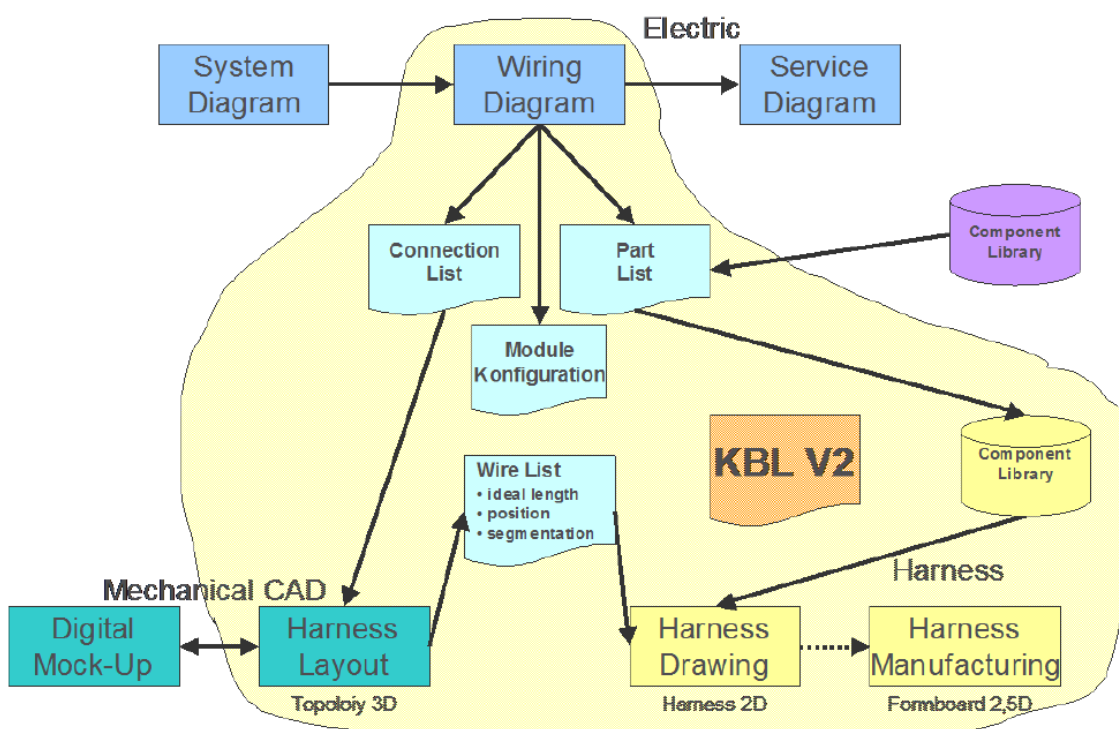 Electric
System
Diagram
Wiring
Diagram
Service
Diagram
Connection
List
Part
List
Component
Library
Module
Konfiguration
KBL V2
Component
Library
Wire List
• ideal length
• position
• segmentation
Harness
Mechanical CAD
Digital
Mock-Up
Harness
Layout
Harness
Drawing
Harness
Manufacturing
Topoloiy 3D
Harness 2D
Formboard 2,5D